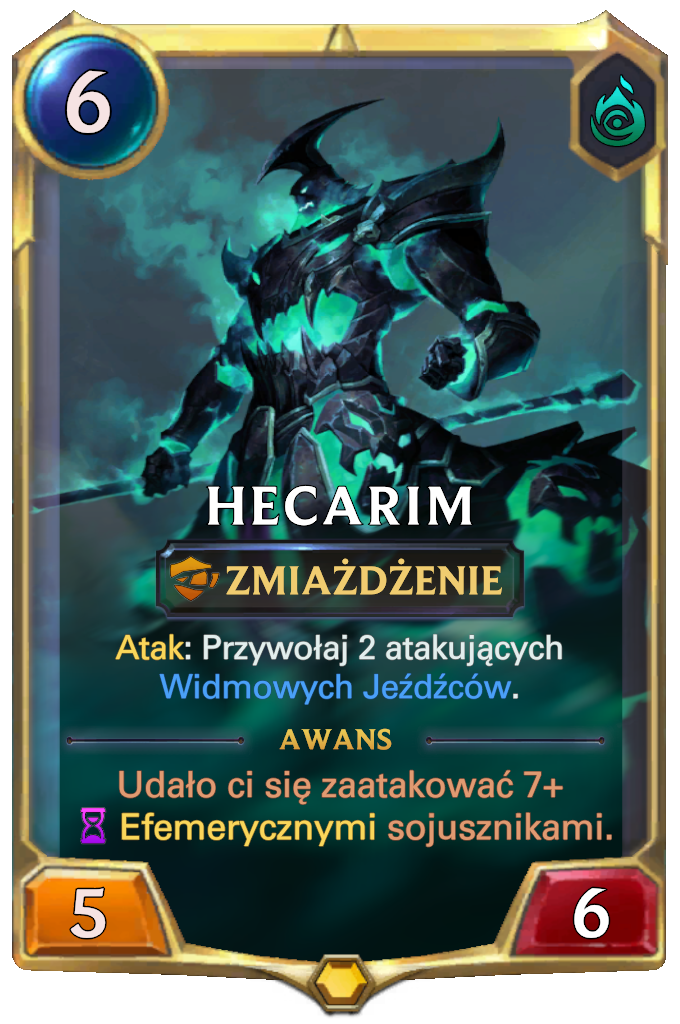 6
HECARIM
ZMIAŻDŻENIE
Atak: Przywołaj 2 atakujących
Widmowych Jeźdźców.
AWANS
Udało ci się zaatakować 7+
Efemerycznymi sojusznikami.
5
6